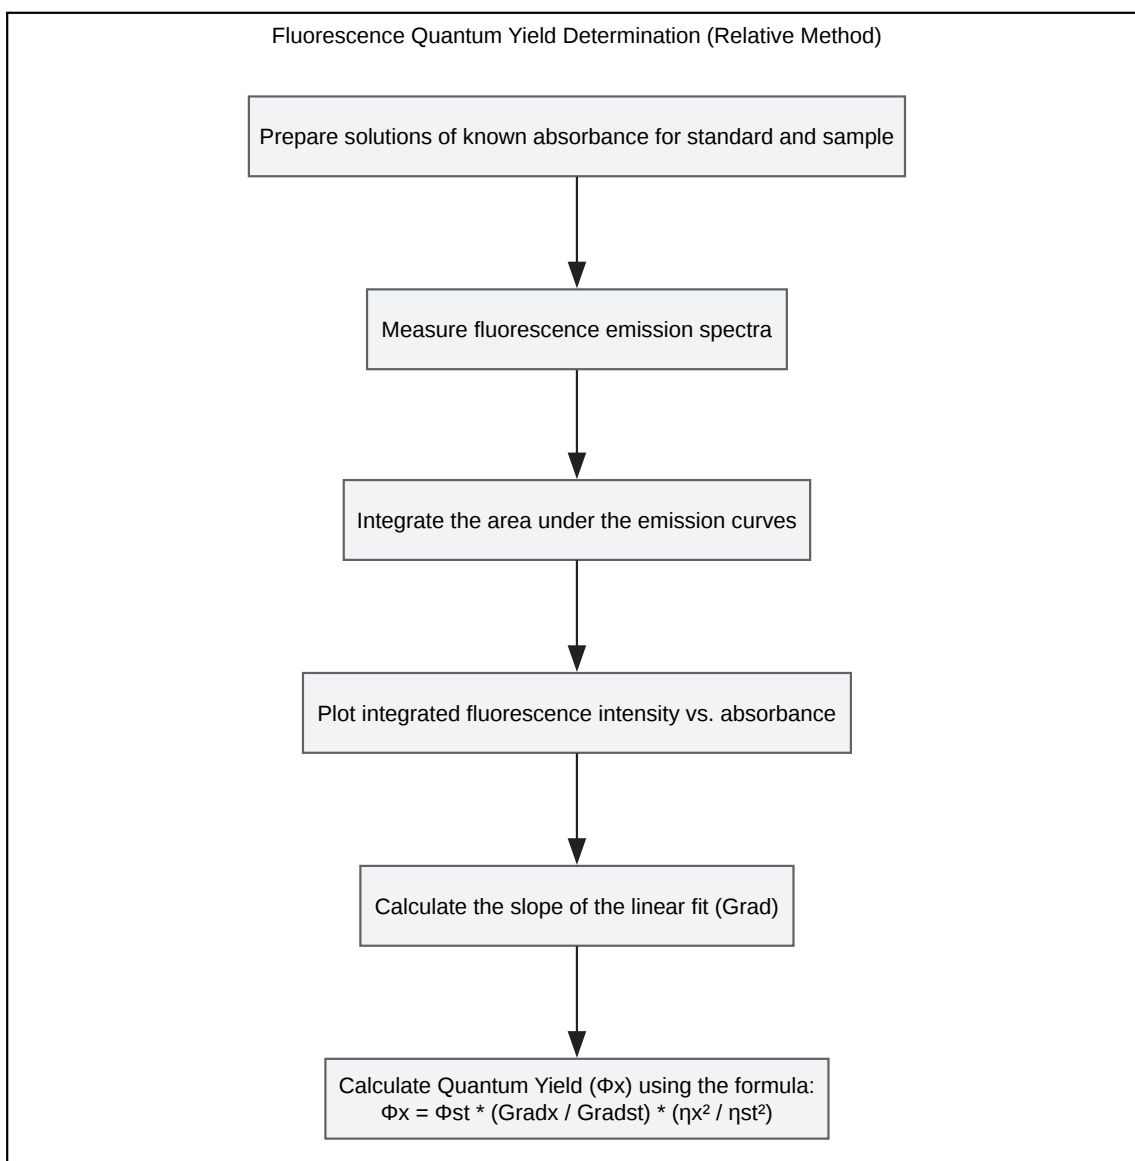 Fluorescence Quantum Yield Determination (Relative Method)
Prepare solutions of known absorbance for standard and sample
Measure fluorescence emission spectra
Integrate the area under the emission curves
Plot integrated fluorescence intensity vs. absorbance
Calculate the slope of the linear fit (Grad)
Calculate Quantum Yield (Φx) using the formula:
Φx = Φst * (Gradx / Gradst) * (ηx² / ηst²)